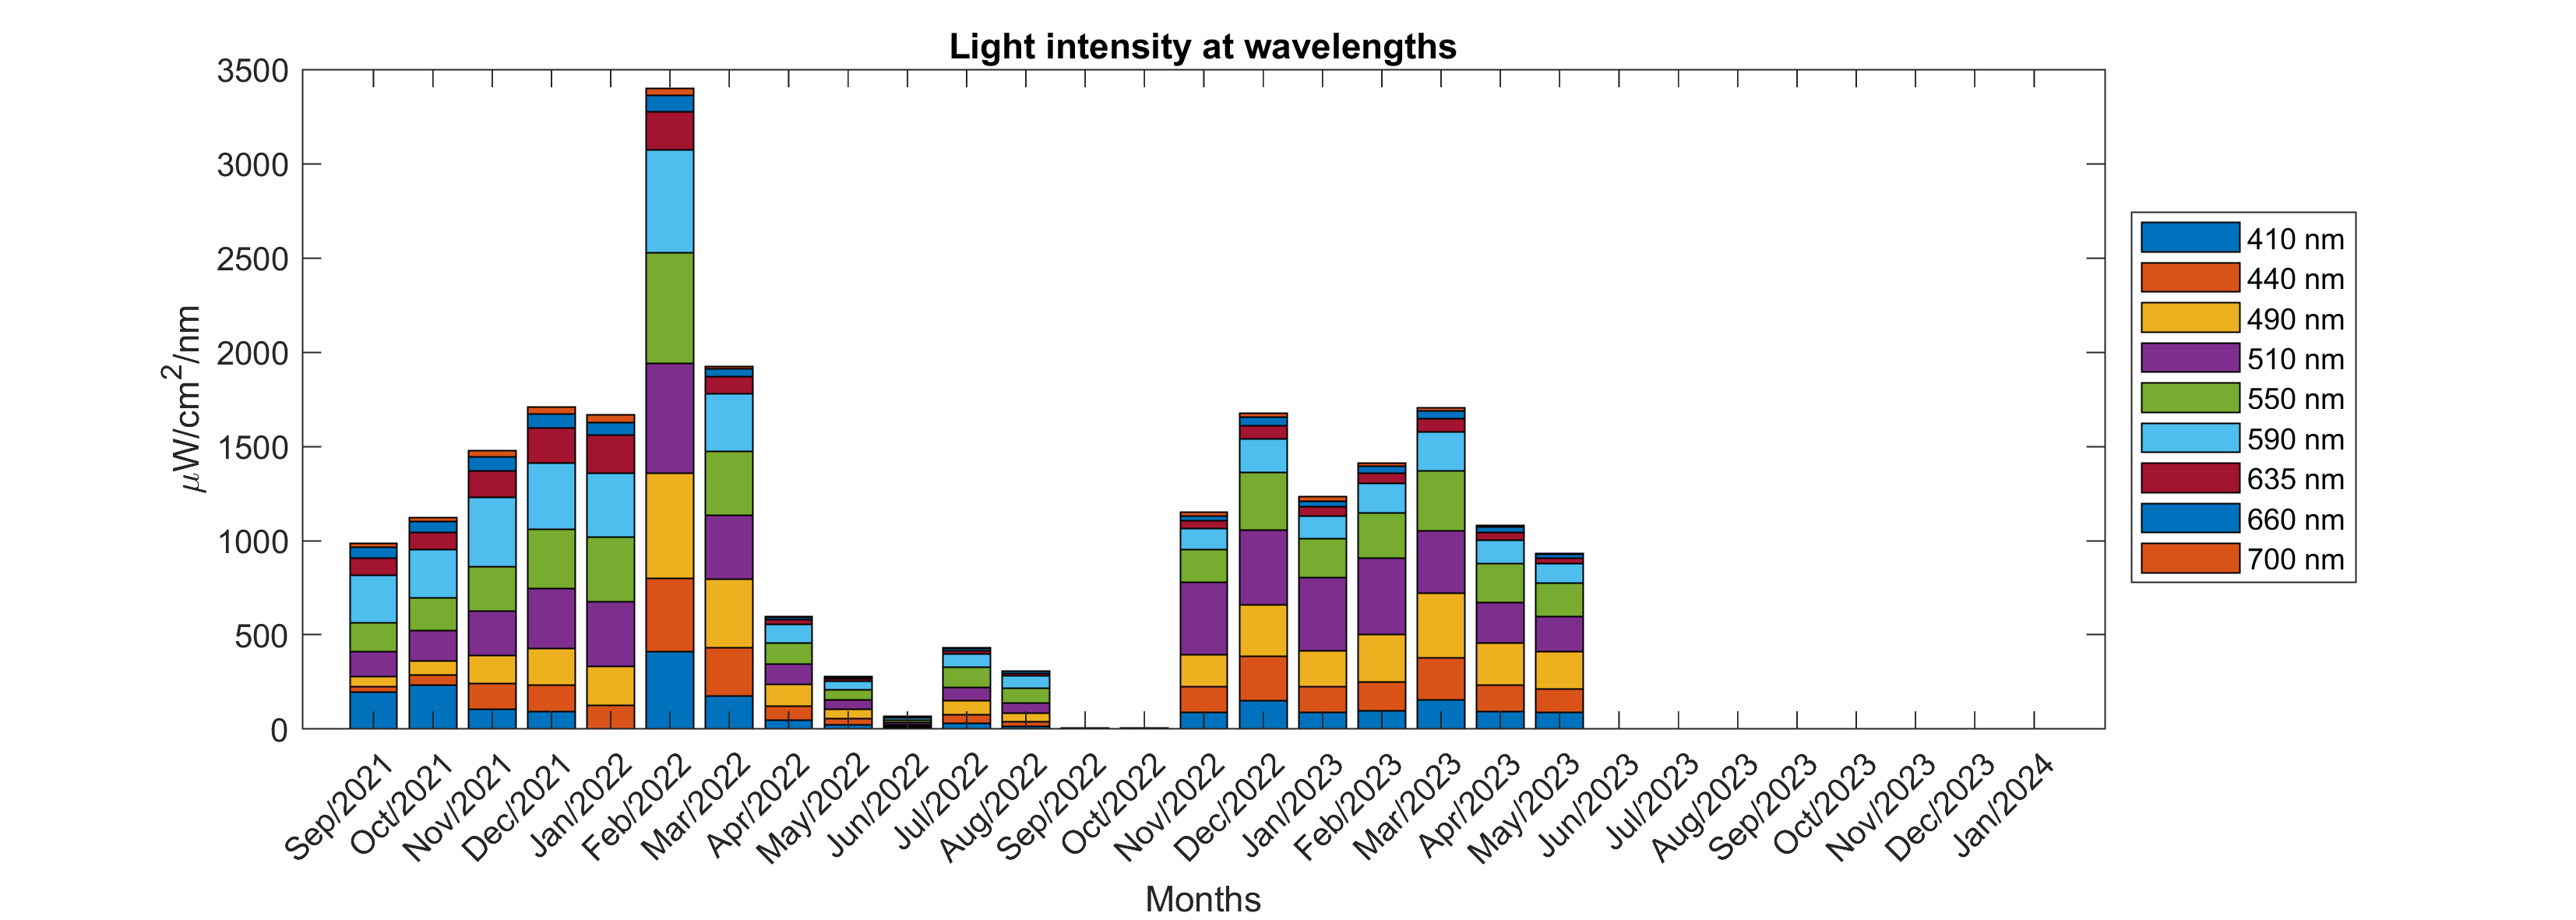 Light intensity at wavelengths
3500
3000
2500
2000
1500
1000
500
0
μW/cm²/nm
Sep/2021
Oct/2021
Nov/2021
Dec/2021
Jan/2022
Feb/2022
Mar/2022
Apr/2022
May/2022
Jun/2022
Jul/2022
Aug/2022
Sep/2022
Oct/2022
Nov/2022
Dec/2022
Jan/2023
Feb/2023
Mar/2023
Apr/2023
May/2023
Jun/2023
Jul/2023
Aug/2023
Sep/2023
Oct/2023
Nov/2023
Dec/2023
Jan/2024
Months
410 nm
440 nm
490 nm
510 nm
550 nm
590 nm
635 nm
660 nm
700 nm